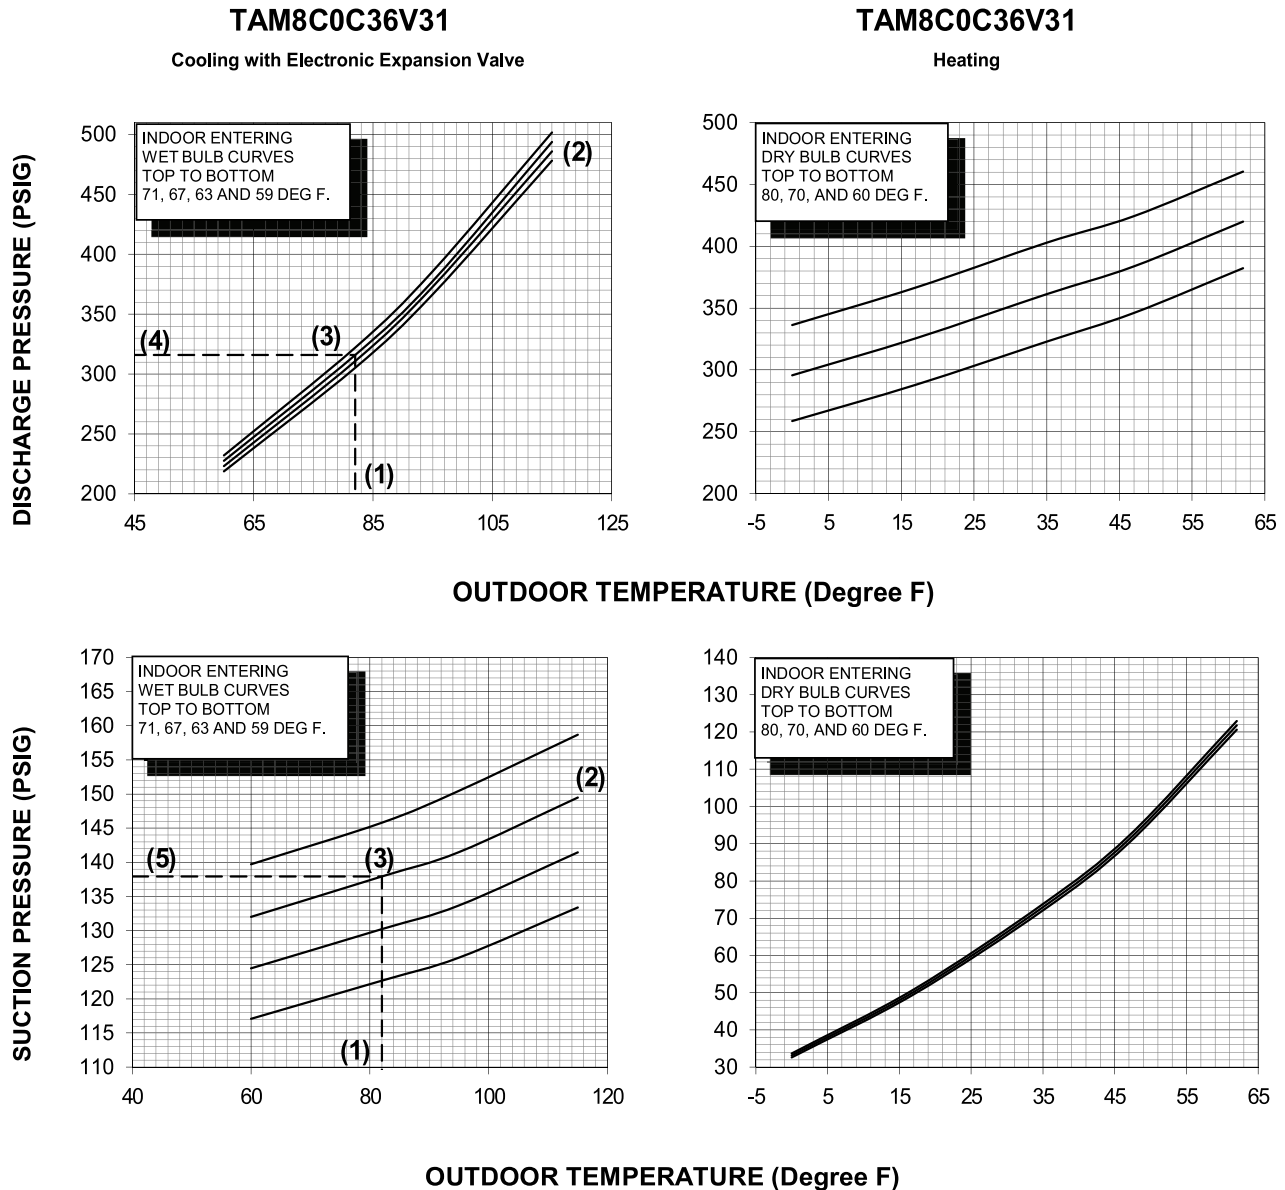 TAM8C0C36V31
Cooling with Electronic Expansion Valve
TAM8C0C36V31
Heating
DISCHARGE PRESSURE (PSIG)
500
450
400
350
300
250
200
INDOOR ENTERING
WET BULB CURVES
TOP TO BOTTOM
71, 67, 63 AND 59 DEG F.
(2)
(3)
(4)
(1)
45 65 85 105 125
500
450
400
350
300
250
200
INDOOR ENTERING
DRY BULB CURVES
TOP TO BOTTOM
80, 70, AND 60 DEG F.
-5 5 15 25 35 45 55 65
OUTDOOR TEMPERATURE (Degree F)
SUCTION PRESSURE (PSIG)
170
165
160
155
150
145
140
135
130
125
120
115
110
INDOOR ENTERING
WET BULB CURVES
TOP TO BOTTOM
71, 67, 63 AND 59 DEG F.
(2)
(5)
(3)
(1)
40 60 80 100 120
140
130
120
110
100
90
80
70
60
50
40
30
INDOOR ENTERING
DRY BULB CURVES
TOP TO BOTTOM
80, 70, AND 60 DEG F.
-5 5 15 25 35 45 55 65
OUTDOOR TEMPERATURE (Degree F)